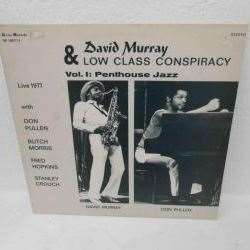 David Murray
& LOW CLASS CONSPIRACY
Vol. I: Penthouse Jazz
Live 1977
with
DON
PULLEN
BUTCH
MORRIS
FRED
HOPKINS
STANLEY
CROUCH
DAVID MURRAY
DON PULLEN
STEREO